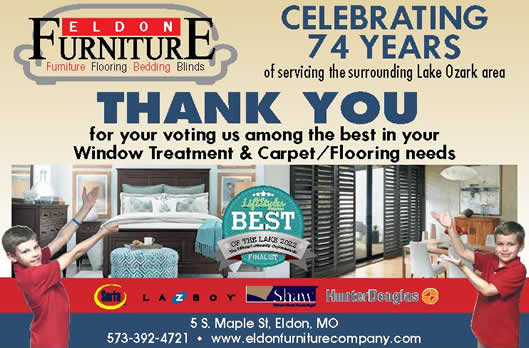 ELDON
FURNITURE
Furniture Flooring Bedding Blinds
CELEBRATING
74 YEARS
of servicing the surrounding Lake Ozark area
THANK YOU
for your voting us among the best in your
Window Treatment & Carpet/Flooring needs
LifeStyles
BEST
OF THE LAKE 2022
FINALIST
Serta
LA Z BOY
Shaw
HunterDouglas
5 S. Maple St, Eldon, MO
573-392-4721 • www.eldonfurniturecompany.com